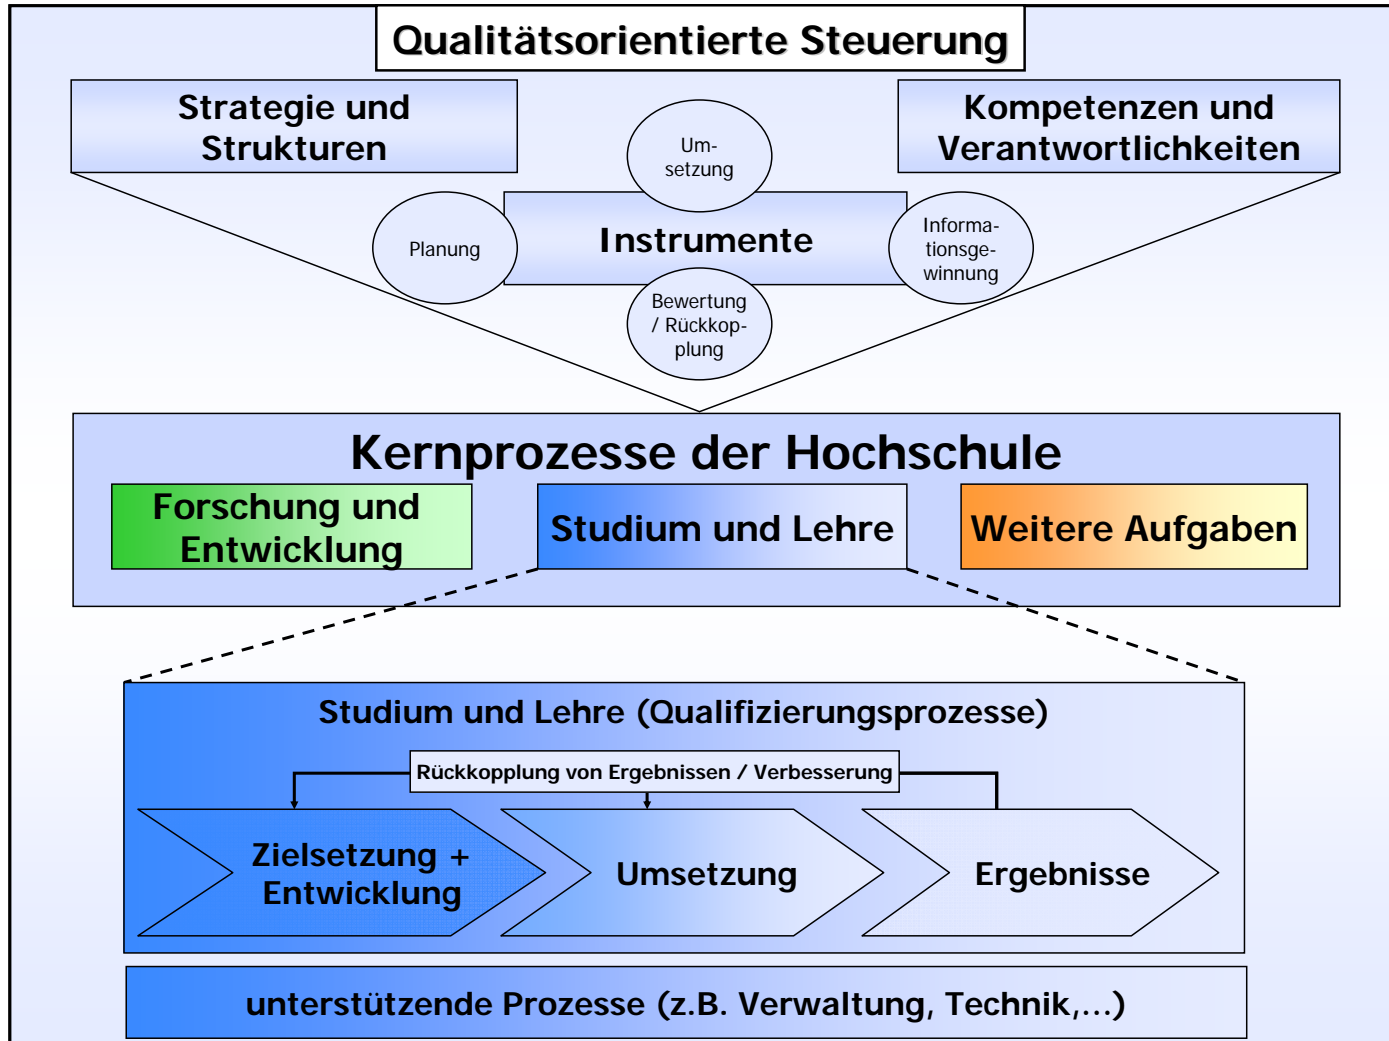 Qualitätsorientierte Steuerung
Strategie und
Strukturen
Kompetenzen und
Verantwortlichkeiten
Um-
setzung
Planung
Instrumente
Informa-
tionsge-
winnung
Bewertung
/ Rückkop-
plung
Kernprozesse der Hochschule
Forschung und
Entwicklung
Studium und Lehre
Weitere Aufgaben
Studium und Lehre (Qualifizierungsprozesse)
Rückkopplung von Ergebnissen / Verbesserung
Zielsetzung +
Entwicklung
Umsetzung
Ergebnisse
unterstützende Prozesse (z.B. Verwaltung, Technik,...)